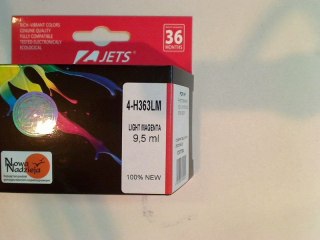 RICH-VIBRANT COLORS
GENUINE COLORS
FULLY COMPATIBLE
TESTED ELECTRONICALLY
ECOLOGICAL
36
MONTHS
JETS
4-H363LM
LIGHT MAGENTA
9,5 ml
100% NEW
Nowa
Nadzieja